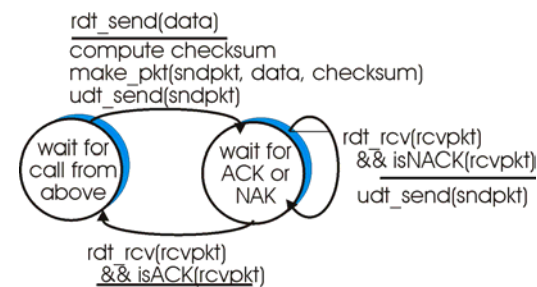 rdt_send(data)
compute checksum
make_pkt(sndpkt, data, checksum)
udt_send(sndpkt)
wait for
call from
above
wait for
ACK or
NAK
rdt_rcv(rcvpkt)
&& isNACK(rcvpkt)
udt_send(sndpkt)
rdt_rcv(rcvpkt)
&& isACK(rcvpkt)